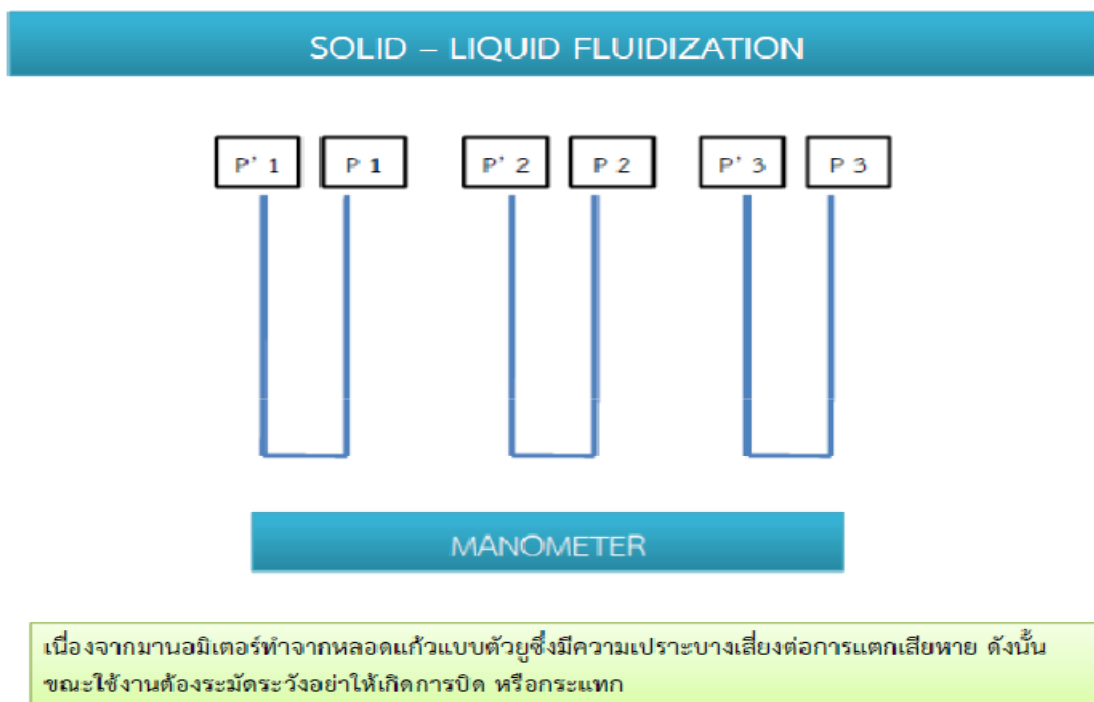 SOLID – LIQUID FLUIDIZATION
P' 1 P 1 P' 2 P 2 P' 3 P 3
MANOMETER
เนื่องจากมานอมิเตอร์ทำจากหลอดแก้วแบบตัวยูซึ่งมีความเปราะบางเสี่ยงต่อการแตกเสียหาย ดังนั้น
ขณะใช้งานต้องระมัดระวังอย่าให้เกิดการบิด หรือกระแทก